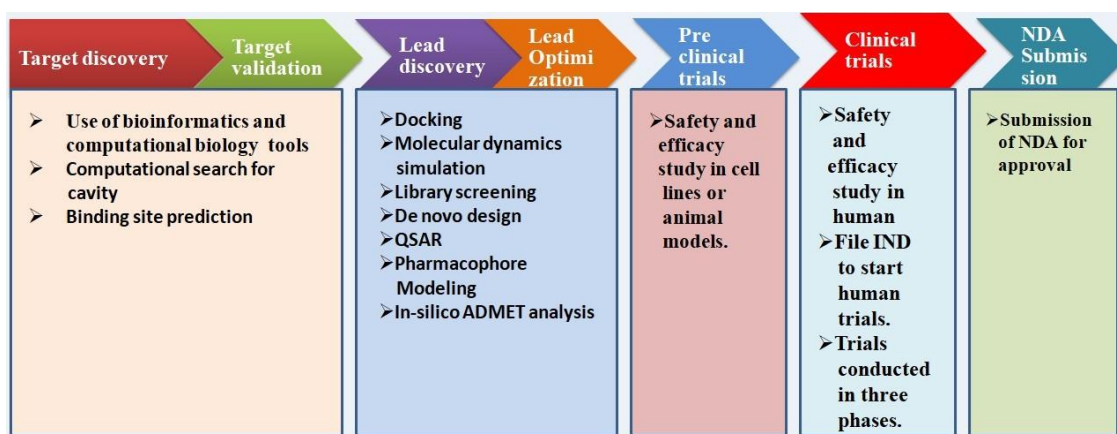 Target discovery
Target
validation
Lead
discovery
Lead
Optimi
zation
Pre
clinical
trials
Clinical
trials
NDA
Submis
sion
➤ Use of bioinformatics and
computational biology tools
➤ Computational search for
cavity
➤ Binding site prediction
➤Docking
➤Molecular dynamics
simulation
➤Library screening
➤De novo design
➤QSAR
➤Pharmacophore
Modeling
➤In-silico ADMET analysis
➤Safety and
efficacy
study in cell
lines or
animal
models.
➤Safety
and
efficacy
study in
human
➤File IND
to start
human
trials.
➤Trials
conducted
in three
phases.
➤Submission
of NDA for
approval